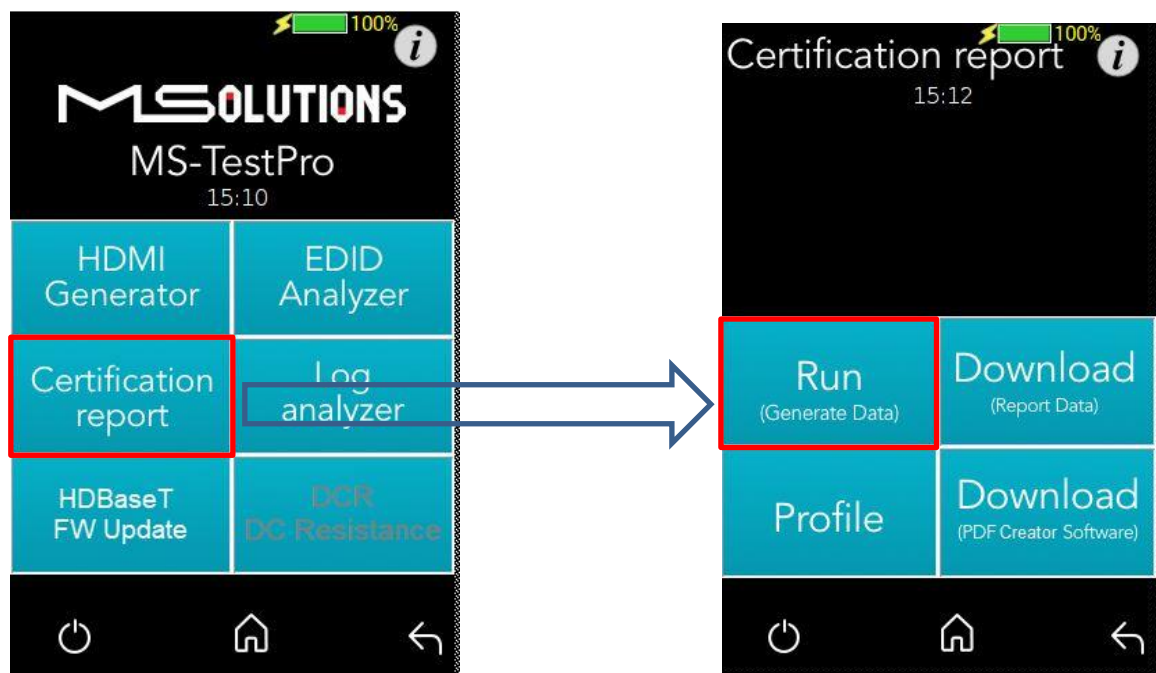 100%
i
MSOLUTIONS
MS-TestPro
15:10
HDMI
Generator
EDID
Analyzer
Certification
report
Log
analyzer
HDBaseT
FW Update
DCR
DC Resistance
100%
Certification report
i
15:12
Run
(Generate Data)
Download
(Report Data)
Profile
Download
(PDF Creator Software)